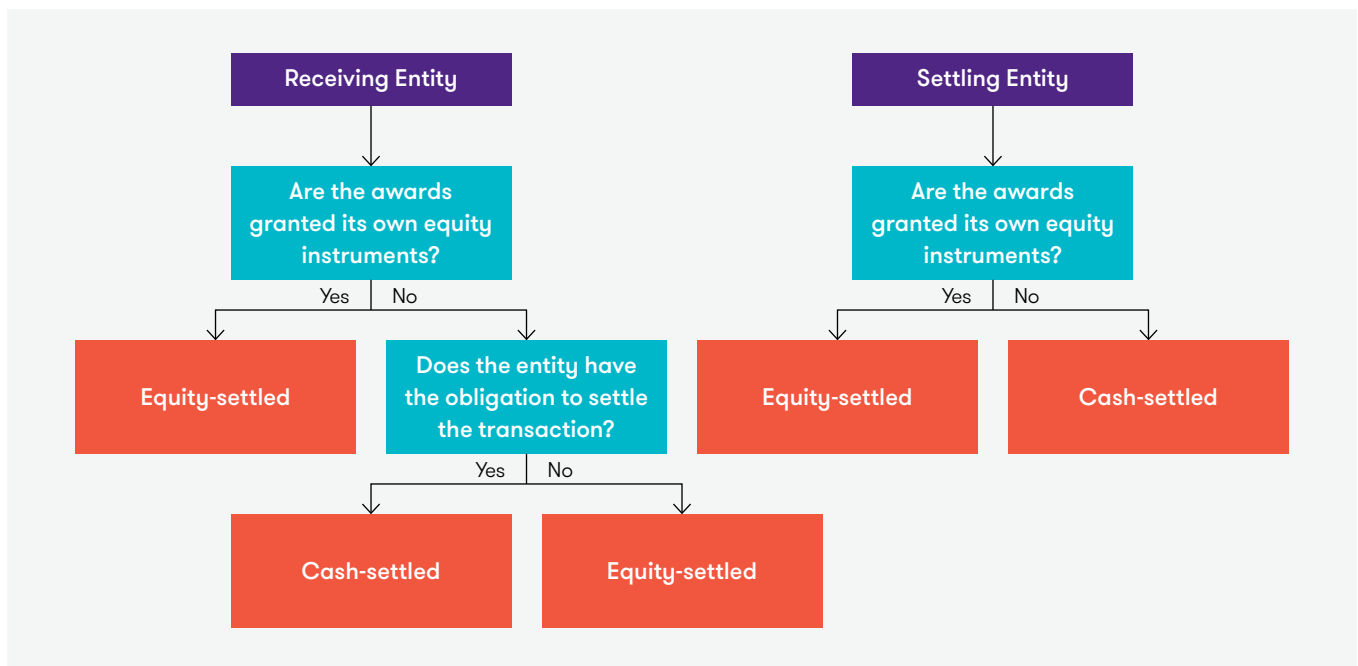 Receiving Entity
Are the awards
granted its own equity
instruments?
Yes
No
Equity-settled
Does the entity have
the obligation to settle
the transaction?
Yes
No
Cash-settled
Equity-settled
Settling Entity
Are the awards
granted its own equity
instruments?
Yes
No
Equity-settled
Cash-settled